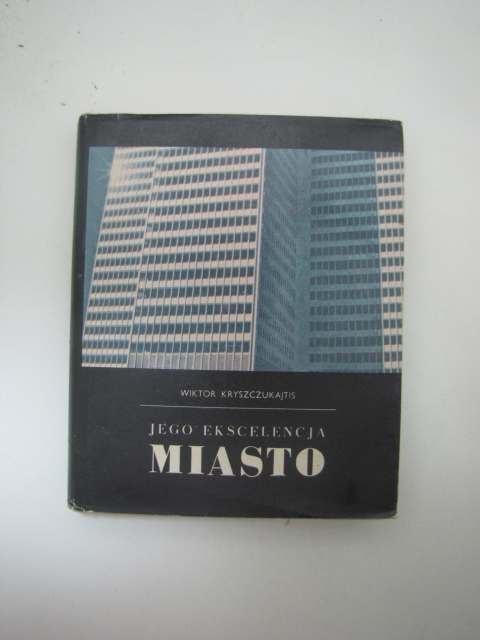 WIKTOR KRYSZCZUKAJTIS
JEGO EKSCELENCJA
MIASTO